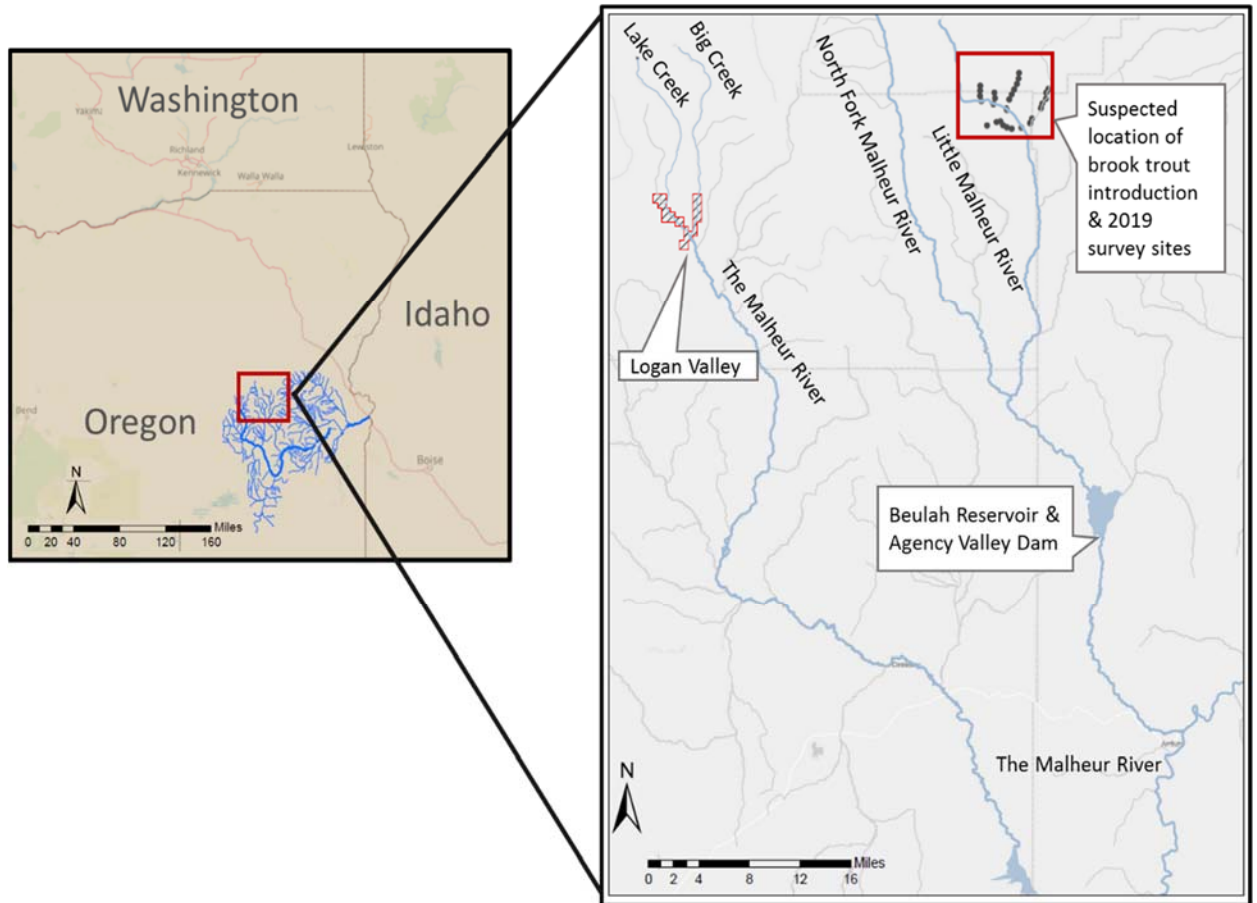 Washington
Yakima
Richland
Kennewick
Walla Walla
Lewiston
Idaho
Oregon
Bend
Boise
N
Miles
0 20 40 80 120 160
Lake Creek
Big Creek
North Fork Malheur River
Little Malheur River
The Malheur River
Suspected
location of
brook trout
introduction
& 2019
survey sites
Logan Valley
Beulah Reservoir &
Agency Valley Dam
Juntura
The Malheur River
N
Miles
0 2 4 8 12 16